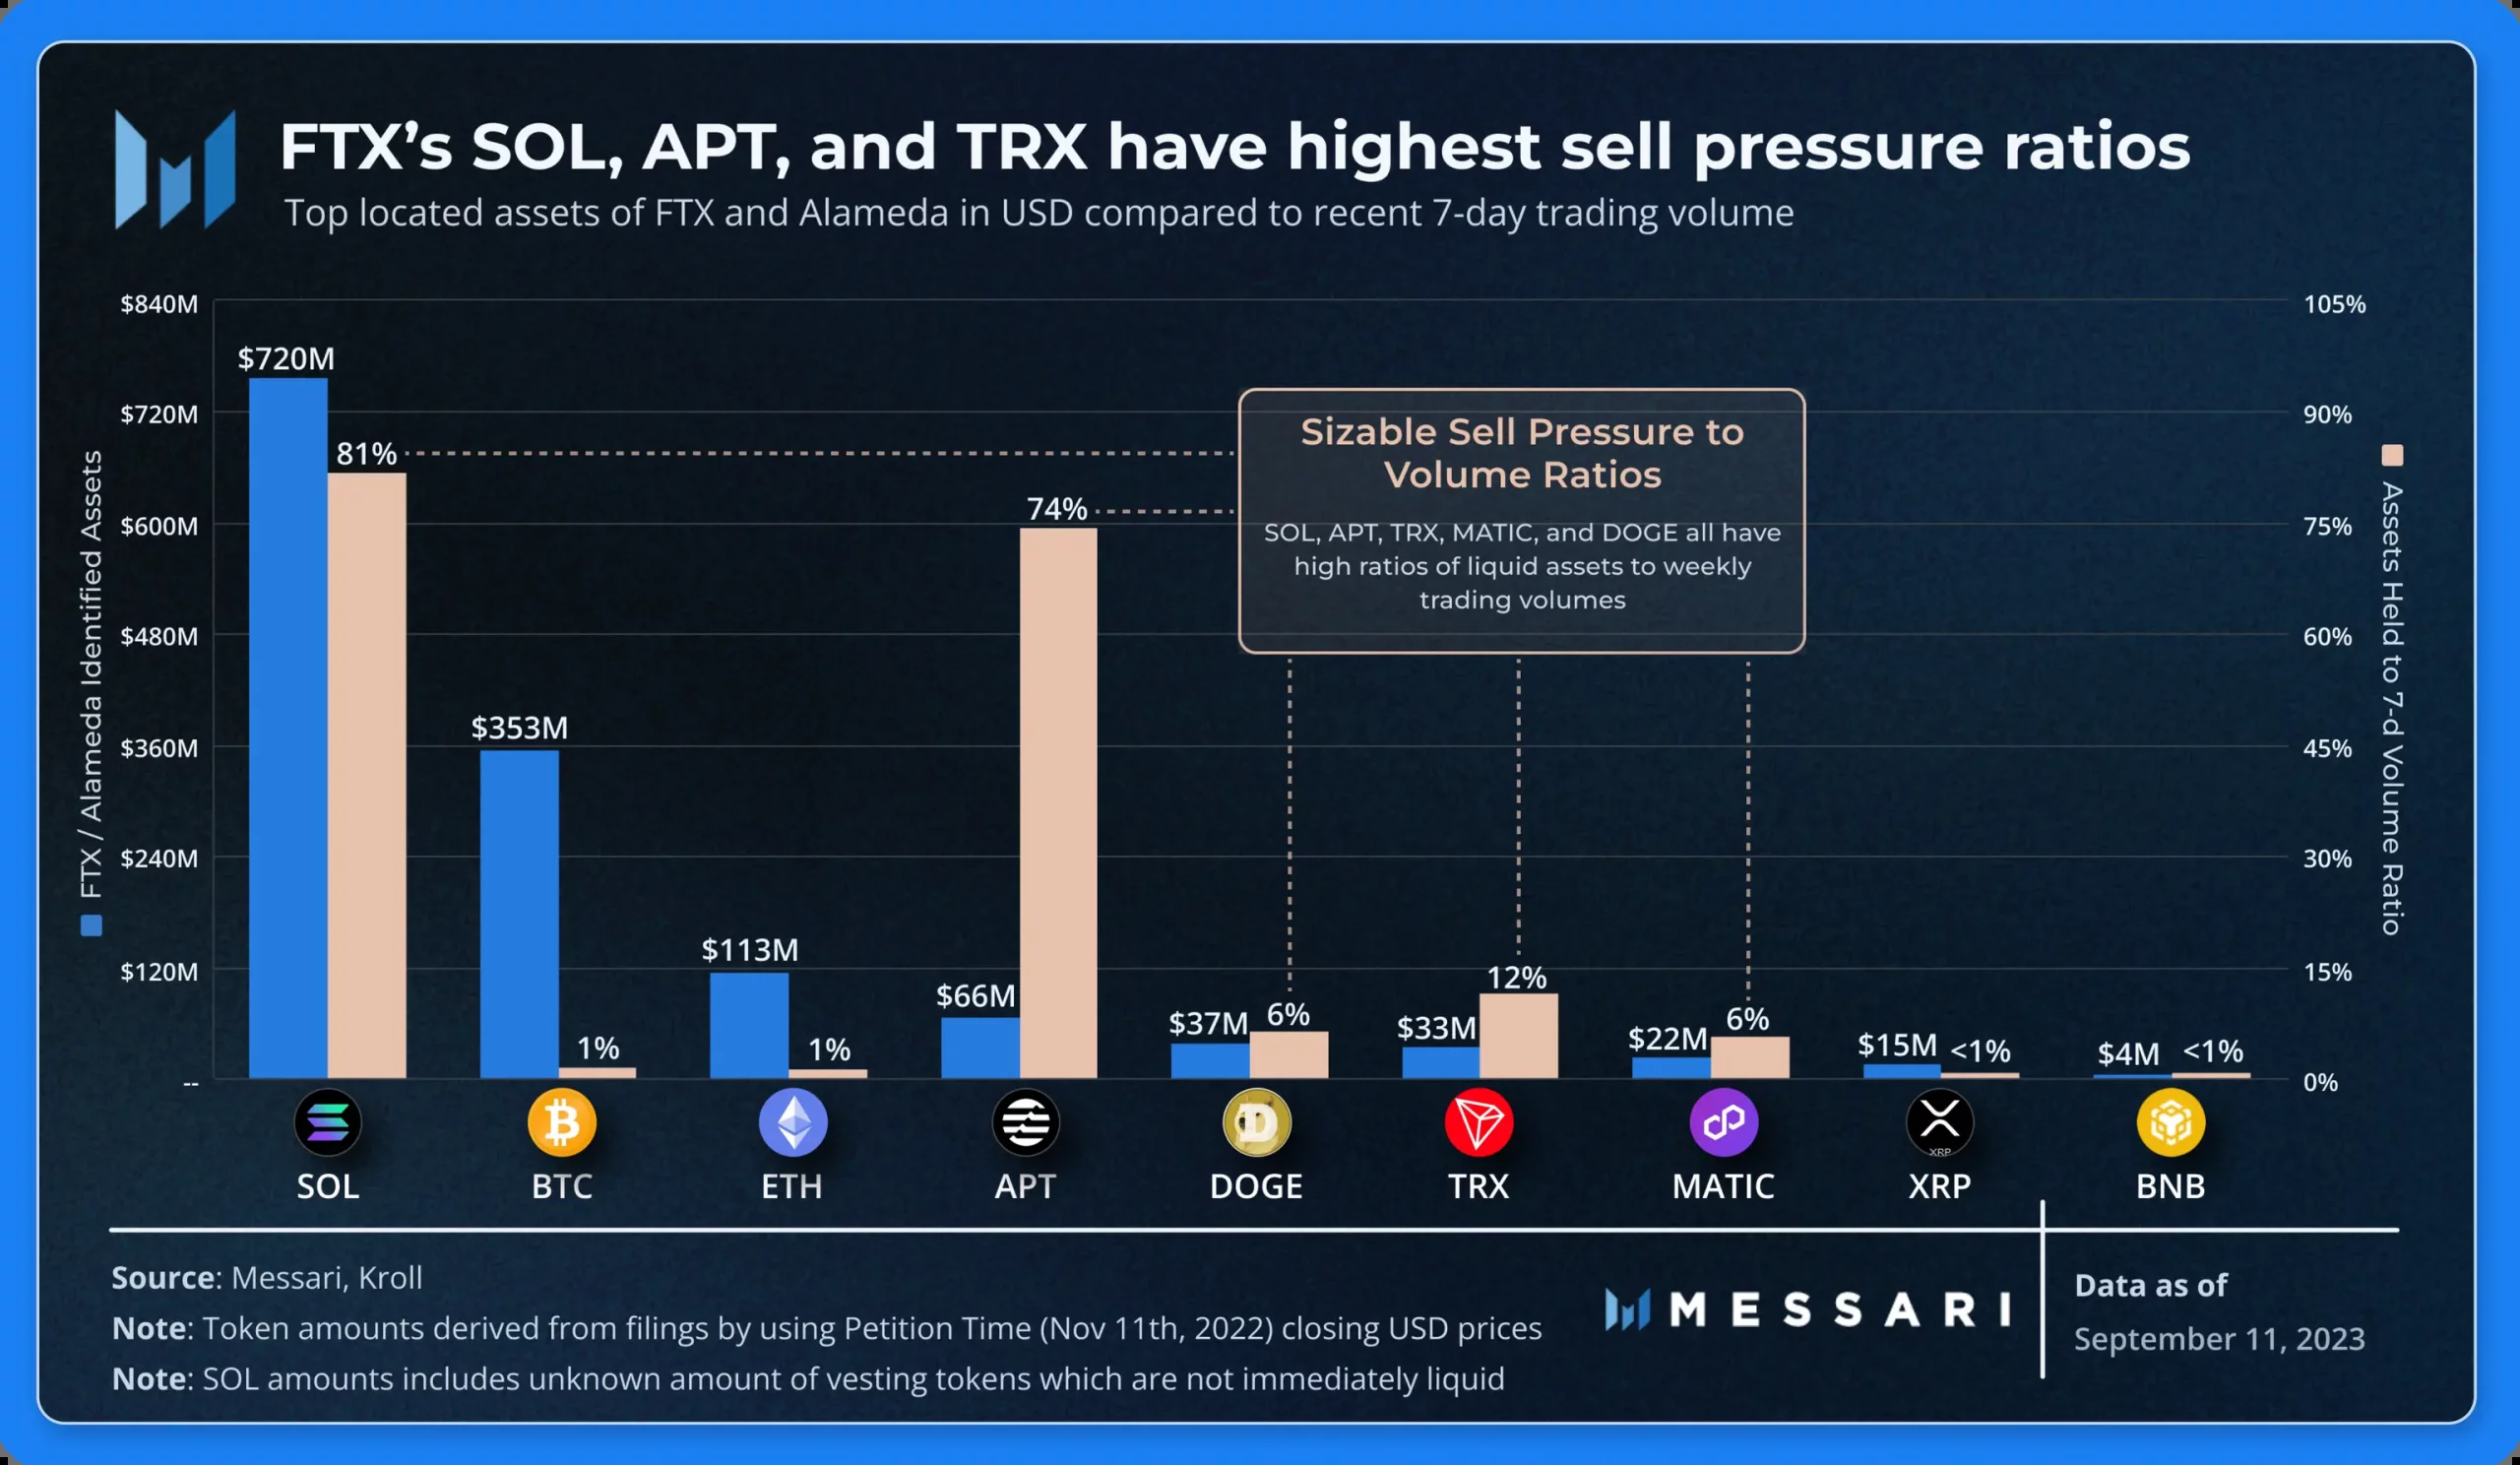 FTX’s SOL, APT, and TRX have highest sell pressure ratios
Top located assets of FTX and Alameda in USD compared to recent 7-day trading volume
FTX / Alameda Identified Assets
$840M
$720M
$600M
$480M
$360M
$240M
$120M
--
$720M
81%
$353M
1%
$113M
1%
$66M
74%
$37M
6%
$33M
12%
$22M
6%
$15M
<1%
$4M
<1%
Sizable Sell Pressure to
Volume Ratios
SOL, APT, TRX, MATIC, and DOGE all have
high ratios of liquid assets to weekly
trading volumes
105%
90%
75%
60%
45%
30%
15%
0%
Assets Held to 7-d Volume Ratio
XRP
SOL
BTC
ETH
APT
DOGE
TRX
MATIC
XRP
BNB
Source: Messari, Kroll
Note: Token amounts derived from filings by using Petition Time (Nov 11th, 2022) closing USD prices
Note: SOL amounts includes unknown amount of vesting tokens which are not immediately liquid
MESSARI
Data as of
September 11, 2023